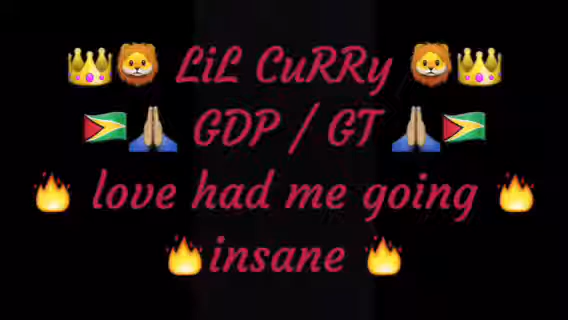 👑🦁 LiL CuRRy 🦁👑
🇬🇾🙏🏽 GDP / GT 🙏🏽🇬🇾
🔥 love had me going 🔥
🔥insane 🔥